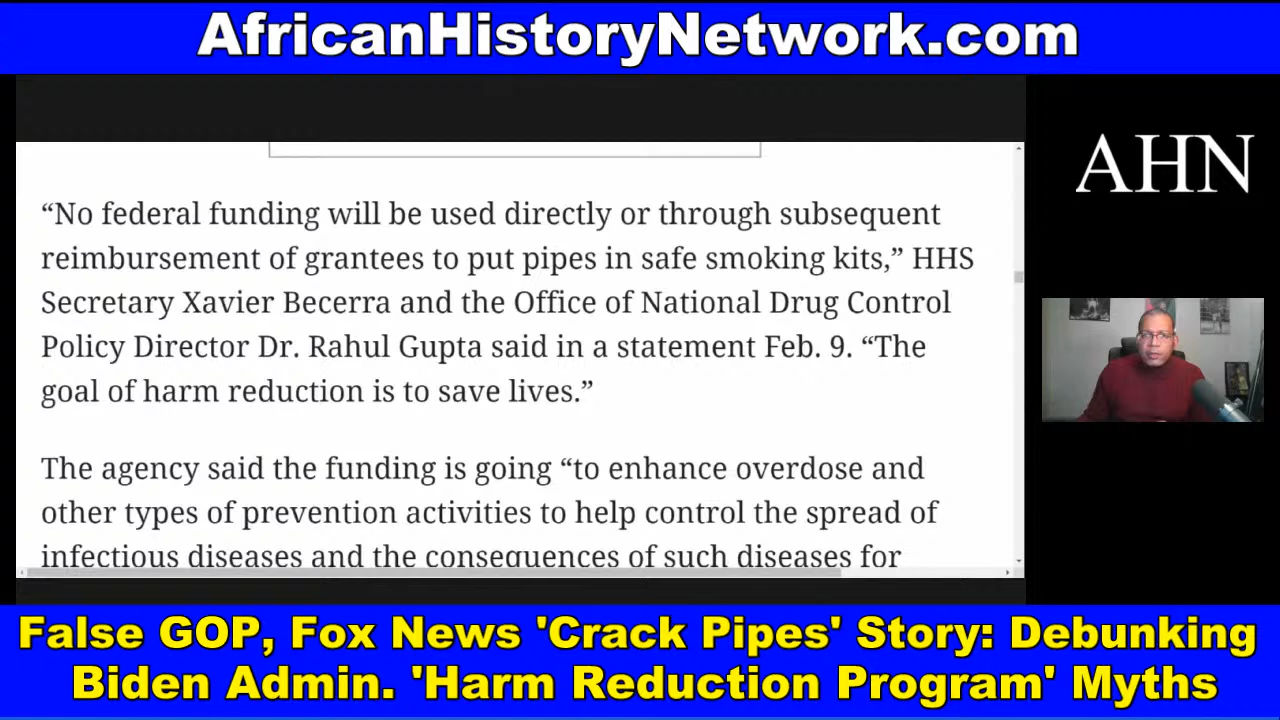 AfricanHistoryNetwork.com
AHN
“No federal funding will be used directly or through subsequent
reimbursement of grantees to put pipes in safe smoking kits,” HHS
Secretary Xavier Becerra and the Office of National Drug Control
Policy Director Dr. Rahul Gupta said in a statement Feb. 9. “The
goal of harm reduction is to save lives.”
The agency said the funding is going “to enhance overdose and
other types of prevention activities to help control the spread of
infectious diseases and the consequences of such diseases for
False GOP, Fox News 'Crack Pipes' Story: Debunking
Biden Admin. 'Harm Reduction Program' Myths